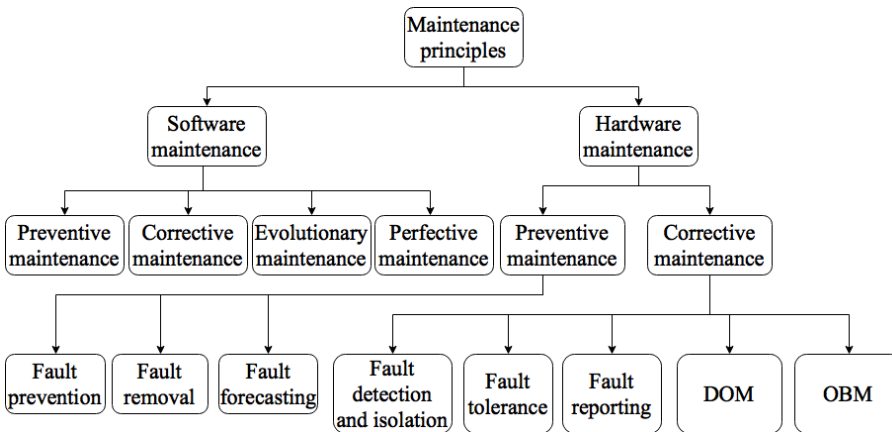 Maintenance
principles
Software
maintenance
Hardware
maintenance
Preventive
maintenance
Corrective
maintenance
Evolutionary
maintenance
Perfective
maintenance
Preventive
maintenance
Corrective
maintenance
Fault
prevention
Fault
removal
Fault
forecasting
Fault
detection
and isolation
Fault
tolerance
Fault
reporting
DOM
OBM